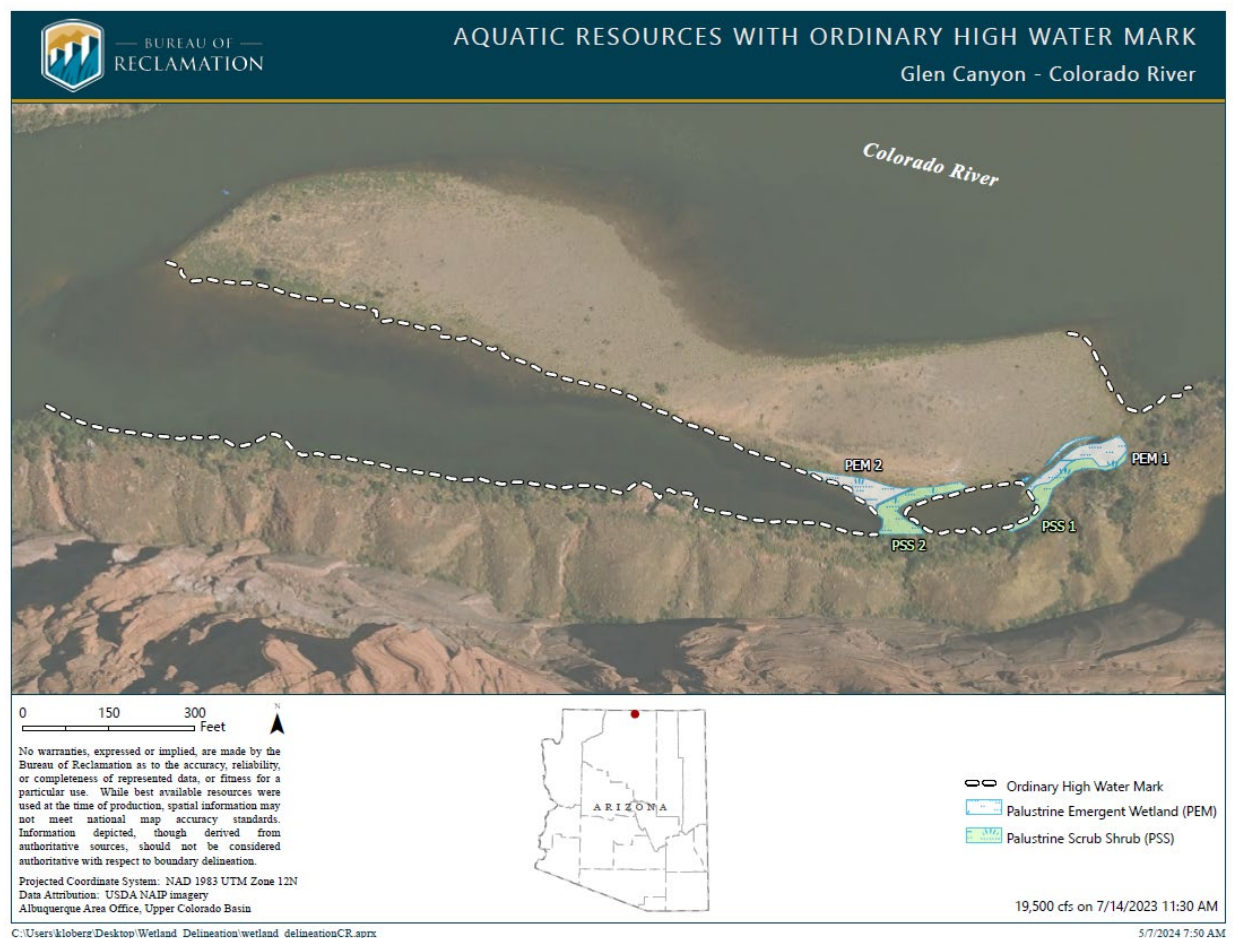 BUREAU OF
RECLAMATION
AQUATIC RESOURCES WITH ORDINARY HIGH WATER MARK
Glen Canyon - Colorado River
Colorado River
PEM 2
PEM 1
PSS 1
PSS 2
0 150 300
Feet
N
No warranties, expressed or implied, are made by the
Bureau of Reclamation as to the accuracy, reliability,
or completeness of represented data, or fitness for a
particular use. While best available resources were
used at the time of production, spatial information may
not meet national map accuracy standards.
Information depicted, though derived from
authoritative sources, should not be considered
authoritative with respect to boundary delineation.
Projected Coordinate System: NAD 1983 UTM Zone 12N
Data Attribution: USDA NAIP imagery
Albuquerque Area Office, Upper Colorado Basin
ARIZONA
Ordinary High Water Mark
Palustrine Emergent Wetland (PEM)
Palustrine Scrub Shrub (PSS)
19,500 cfs on 7/14/2023 11:30 AM
C:\Users\kloberg\Desktop\Wetland_Delineation\wetland_delineationCR.aprx
5/7/2024 7:50 AM